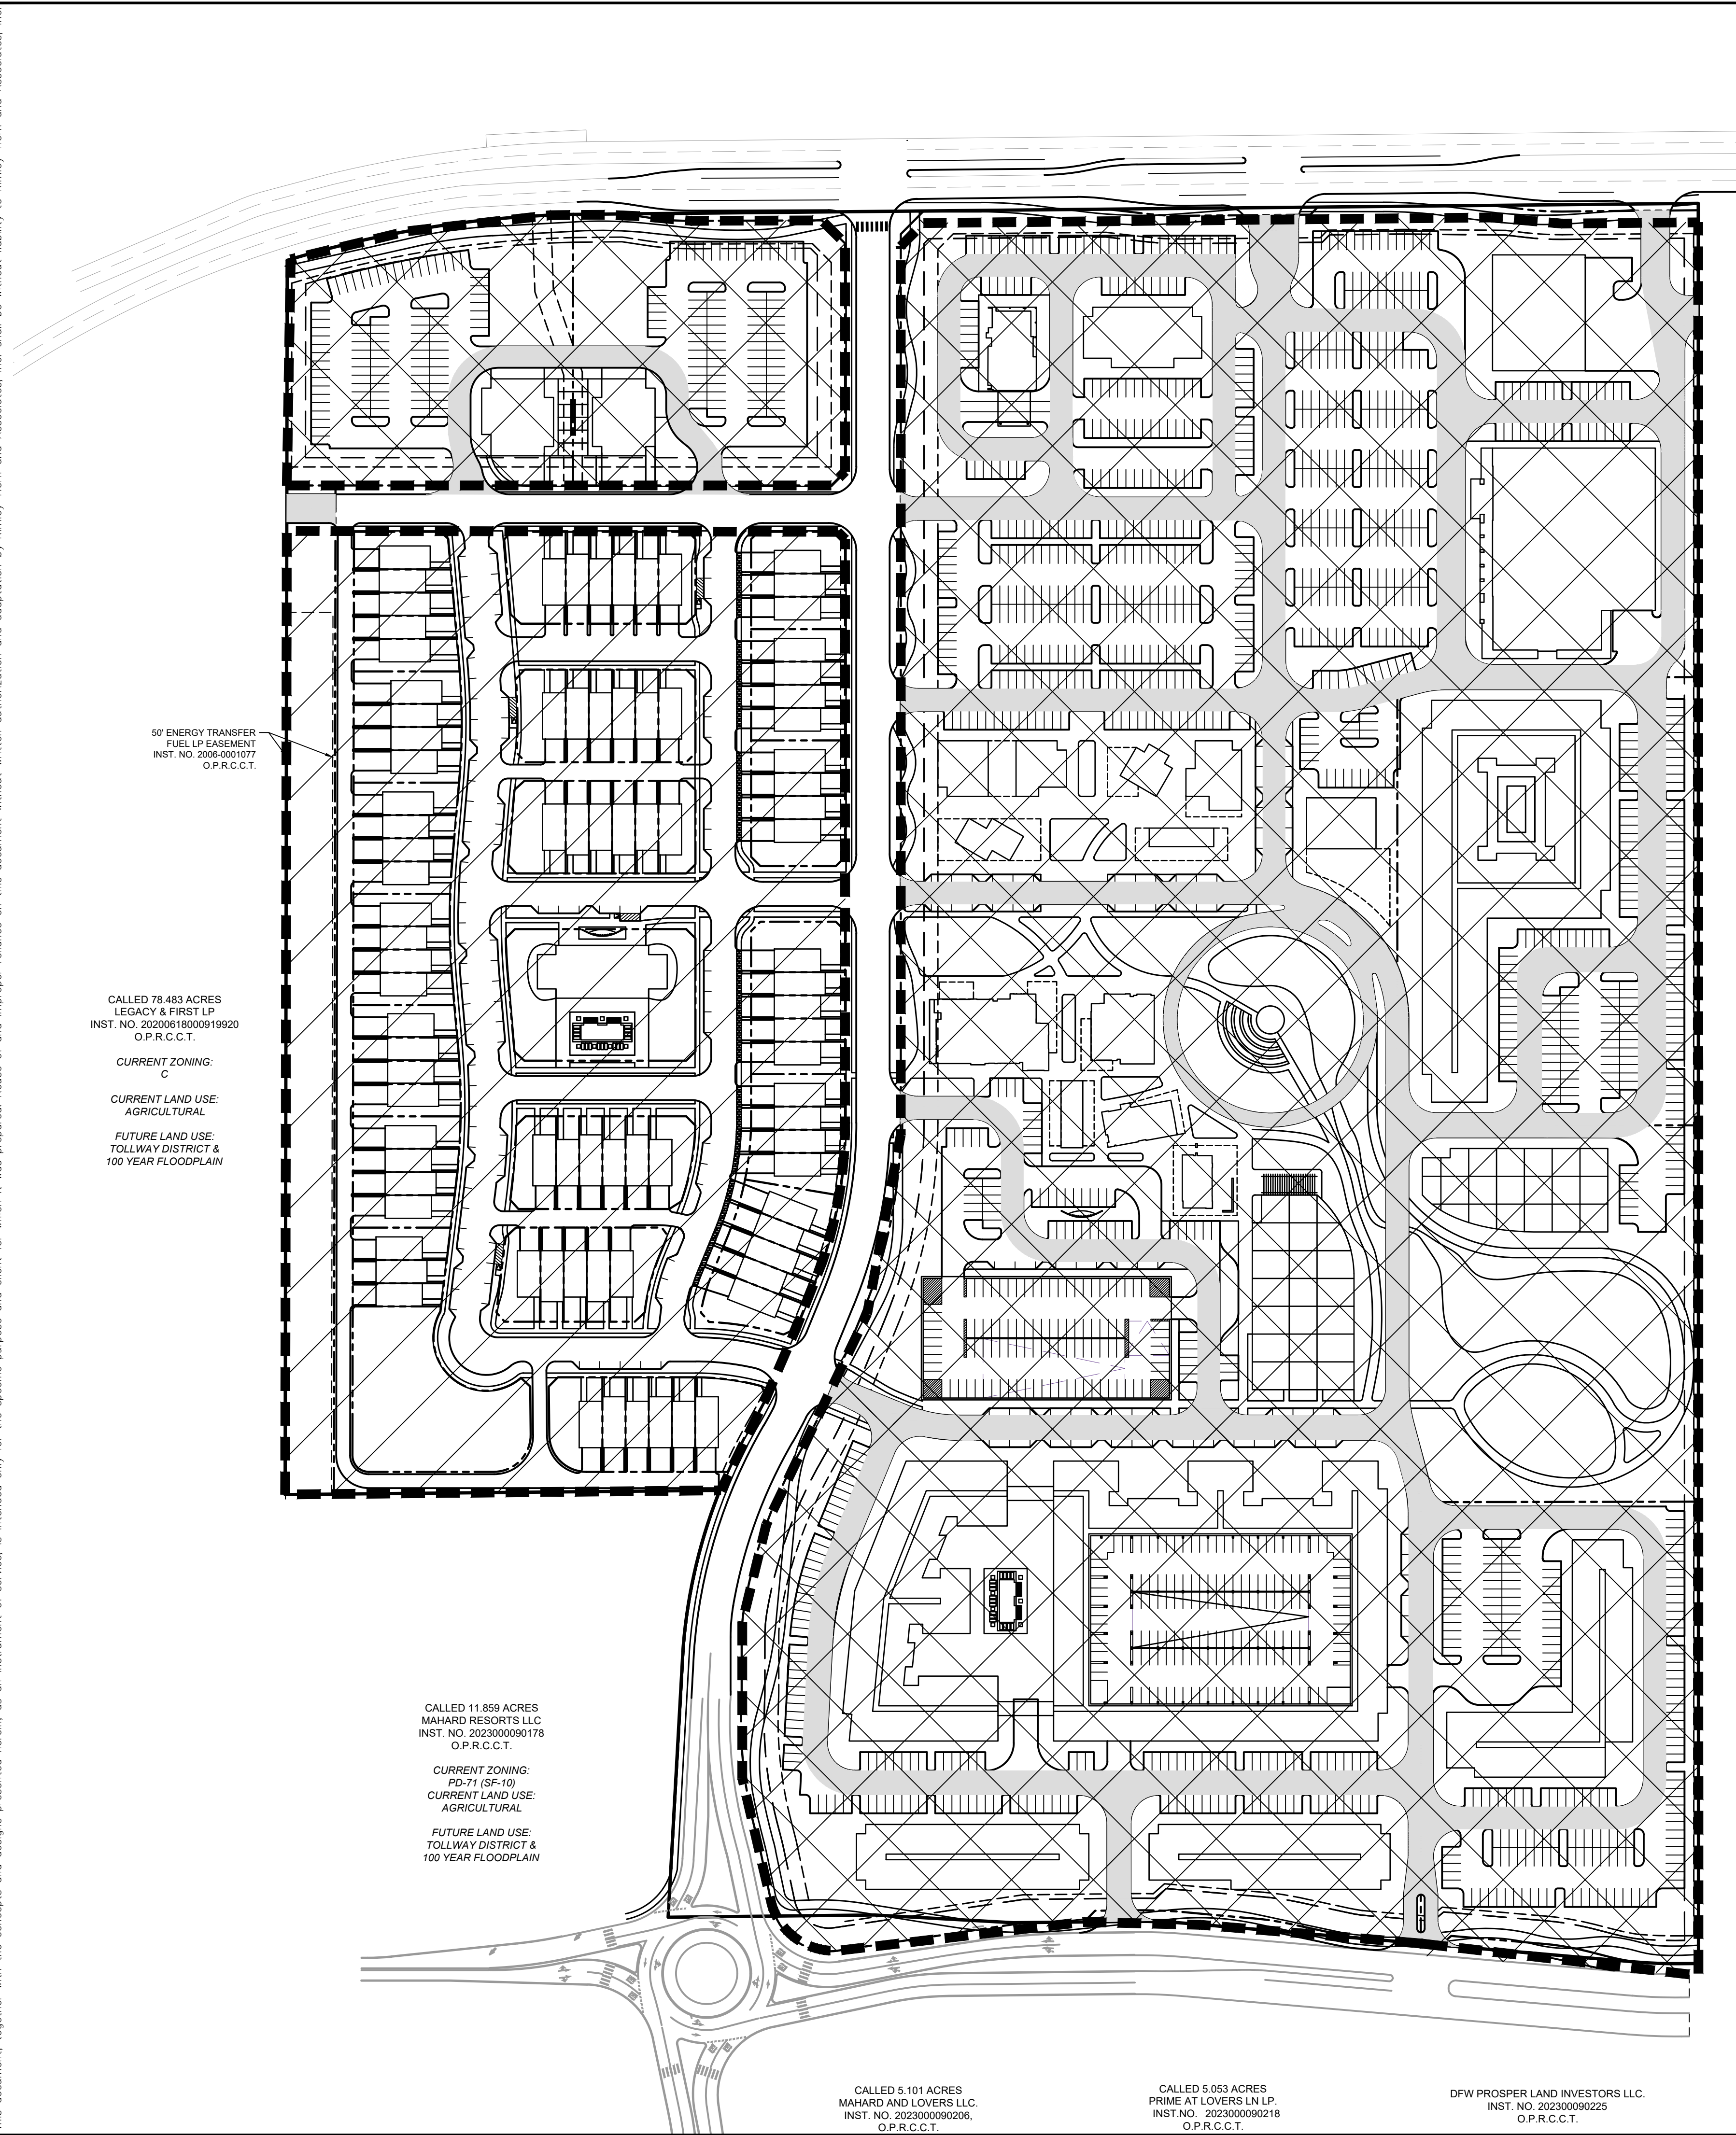 50' ENERGY TRANSFER
FUEL LP EASEMENT
INST. NO. 2006-0001077
O.P.R.C.C.T.
CALLED 78.483 ACRES
LEGACY & FIRST LP
INST. NO. 20200618000919920
O.P.R.C.C.T.
CURRENT ZONING:
C
CURRENT LAND USE:
AGRICULTURAL
FUTURE LAND USE:
TOLLWAY DISTRICT &
100 YEAR FLOODPLAIN
CALLED 11.859 ACRES
MAHARD RESORTS LLC
INST. NO. 2023000090178
O.P.R.C.C.T.
CURRENT ZONING:
PD-71 (SF-10)
CURRENT LAND USE:
AGRICULTURAL
FUTURE LAND USE:
TOLLWAY DISTRICT &
100 YEAR FLOODPLAIN
CALLED 5.101 ACRES
MAHARD AND LOVERS LLC.
INST. NO. 2023000090206,
O.P.R.C.C.T.
CALLED 5.053 ACRES
PRIME AT LOVERS LN LP.
INST.NO. 2023000090218
O.P.R.C.C.T.
DFW PROSPER LAND INVESTORS LLC.
INST. NO. 202300090225
O.P.R.C.C.T.